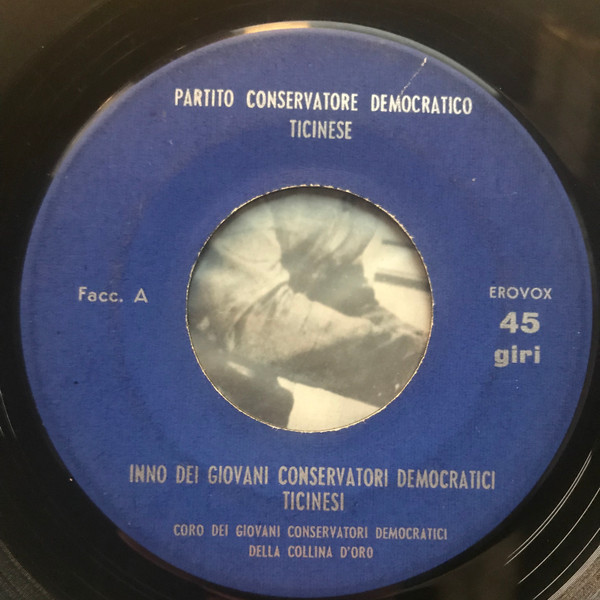 PARTITO CONSERVATORE DEMOCRATICO
TICINESE
Facc. A
EROVOX
45
giri
INNO DEI GIOVANI CONSERVATORI DEMOCRATICI
TICINESI
CORO DEI GIOVANI CONSERVATORI DEMOCRATICI
DELLA COLLINA D'ORO